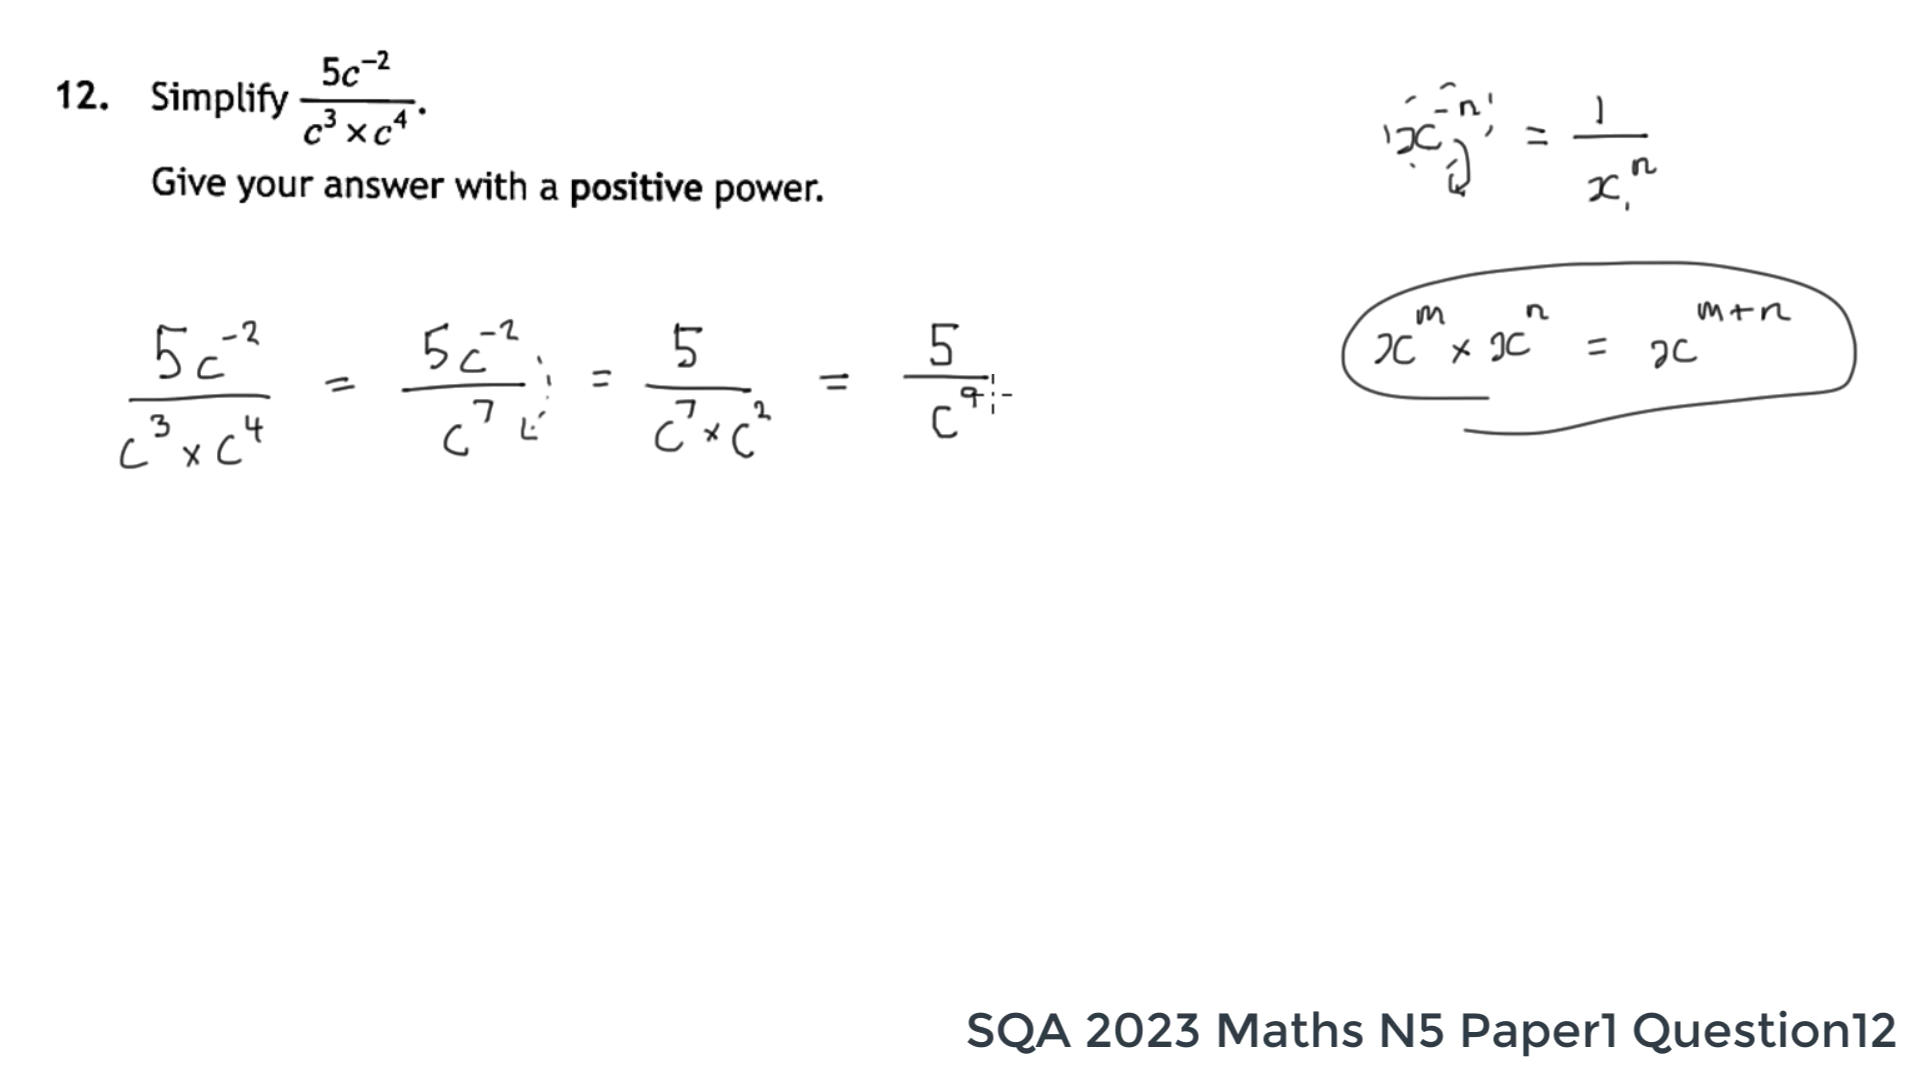 12. Simplify 5c⁻² / c³ × c⁴.
Give your answer with a positive power.
x⁻ⁿ = 1 / xⁿ
xᵐ × xⁿ = xᵐ⁺ⁿ
5c⁻² / c³ × c⁴ = 5c⁻² / c⁷ = 5 / c⁷ × c² = 5 / c⁹
SQA 2023 Maths N5 Paper1 Question12